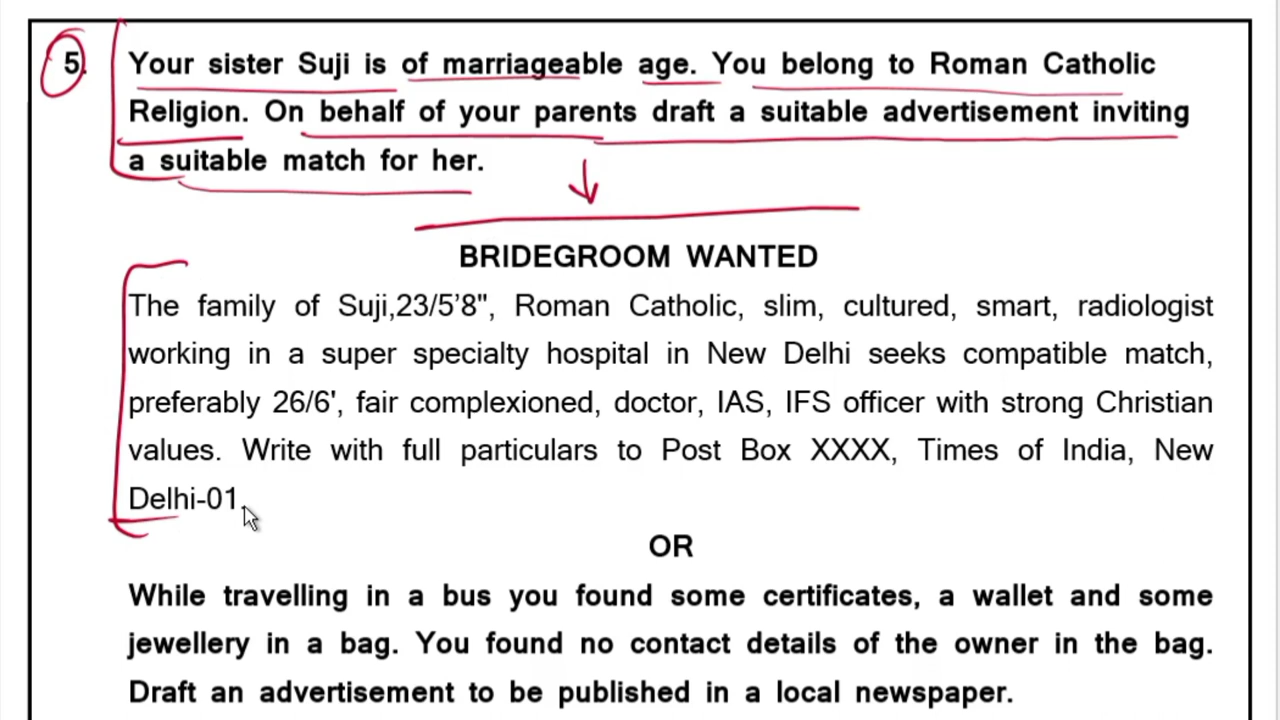 5. Your sister Suji is of marriageable age. You belong to Roman Catholic
Religion. On behalf of your parents draft a suitable advertisement inviting
a suitable match for her.
BRIDEGROOM WANTED
The family of Suji,23/5'8", Roman Catholic, slim, cultured, smart, radiologist
working in a super specialty hospital in New Delhi seeks compatible match,
preferably 26/6', fair complexioned, doctor, IAS, IFS officer with strong Christian
values. Write with full particulars to Post Box XXXX, Times of India, New
Delhi-01.
OR
While travelling in a bus you found some certificates, a wallet and some
jewellery in a bag. You found no contact details of the owner in the bag.
Draft an advertisement to be published in a local newspaper.